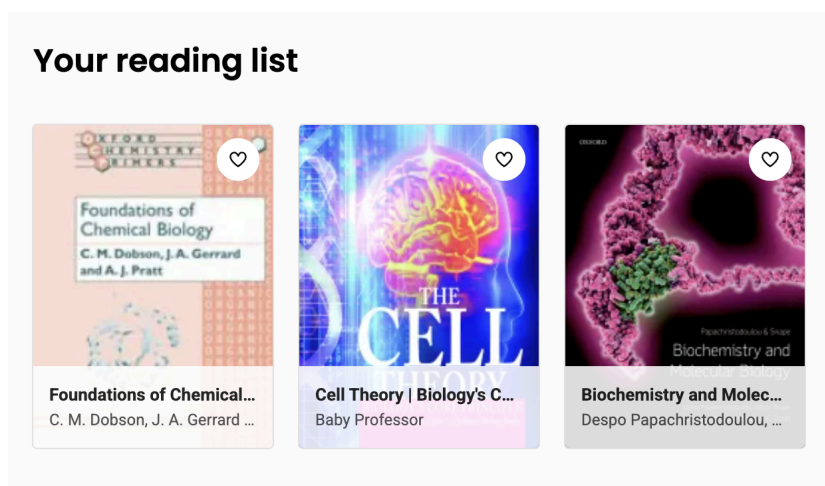 Your reading list
OXFORD
CHEMISTRY
PRIMERS
Foundations of
Chemical Biology
C. M. Dobson, J. A. Gerrard
and A. J. Pratt
Foundations of Chemical...
C. M. Dobson, J. A. Gerrard ...
THE
CELL
THEORY
Cell Theory | Biology's C...
Baby Professor
OXFORD
Papachristodoulou & Snape
Biochemistry and
Molecular Biology
Biochemistry and Molec...
Despo Papachristodoulou, ...